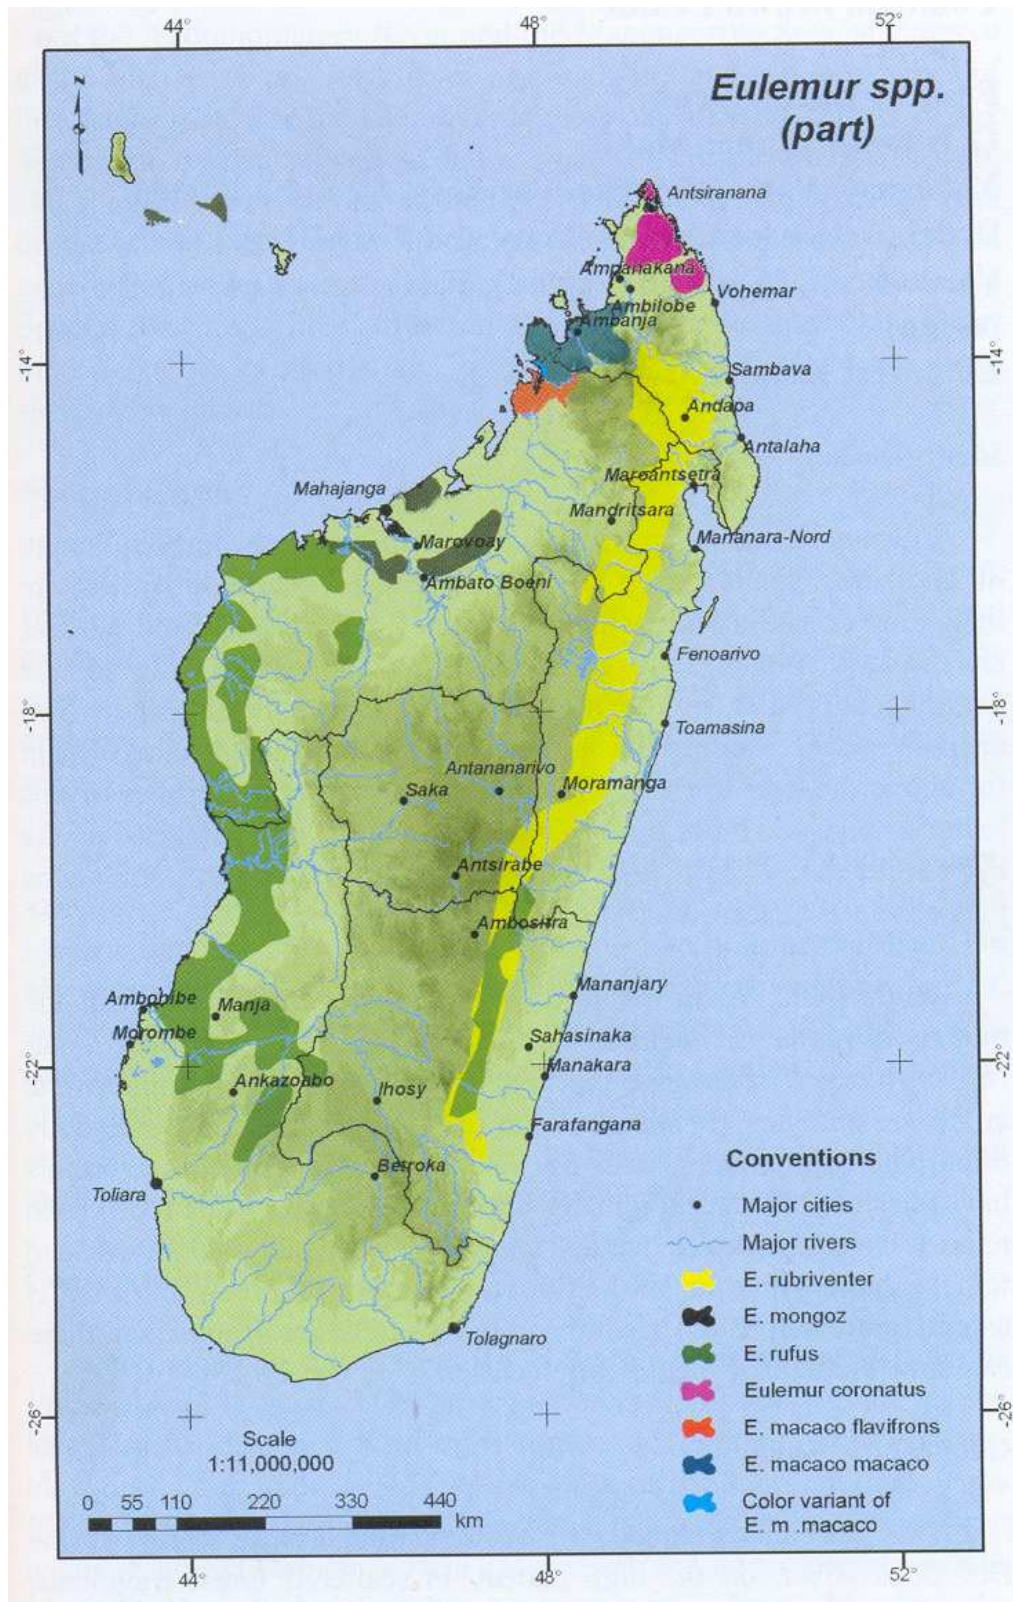 44°
48°
52°
z
Eulemur spp.
(part)
Antsiranana
Ampanakana
Vohemar
Ambilobe
Ambanja
-14°
-14°
Sambava
Andapa
Antalaha
Maroantsetra
Mahajanga
Mandritsara
Mananara-Nord
Marovoay
Ambato Boeni
Fenoarivo
-18°
-18°
Toamasina
Antananarivo
Moramanga
Saka
Antsirabe
Ambositra
Mananjary
Ambohibe
Manja
Morombe
Sahasinaka
Manakara
-22°
-22°
Ankazoabo
Ihosy
Farafangana
Betroka
Toliara
Tolagnaro
Conventions
Major cities
Major rivers
E. rubriventer
E. mongoz
E. rufus
Eulemur coronatus
E. macaco flavifrons
E. macaco macaco
Color variant of
E. m .macaco
-26°
-26°
Scale
1:11,000,000
0 55 110 220 330 440
km
44°
48°
52°